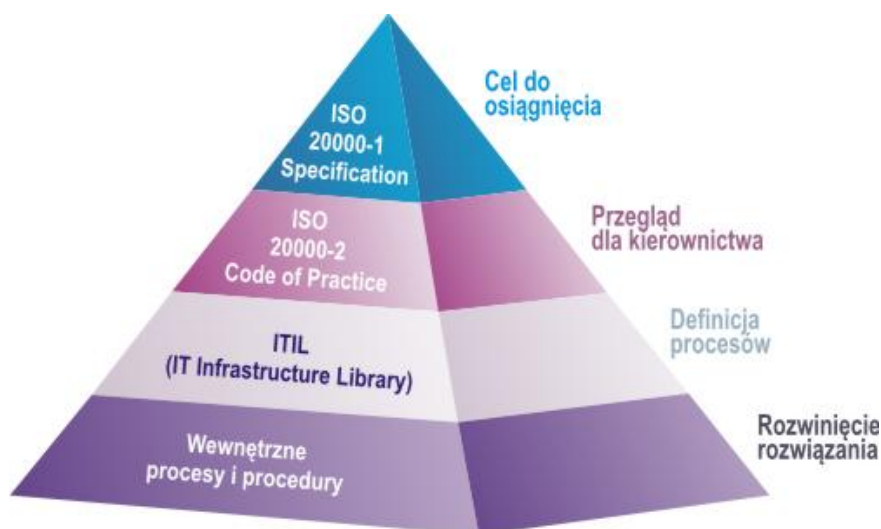 Cel do
osiągnięcia
ISO
20000-1
Specification
Przegląd
dla kierownictwa
ISO
20000-2
Code of Practice
Definicja
procesów
ITIL
(IT Infrastructure Library)
Rozwinięcie
rozwiązania
Wewnętrzne
procesy i procedury